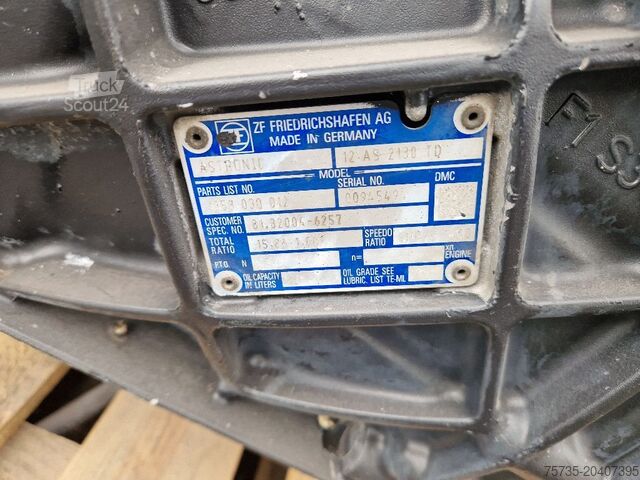 Truck
Scout24
ZF
ZF FRIEDRICHSHAFEN AG
MADE IN GERMANY
ASTRONIC 12 AS 2130 TD
MODEL
PARTS LIST NO. SERIAL NO. DMC
CUSTOMER SPEC. NO. 81.32004-6257
TOTAL RATIO SPEEDO RATIO
P.T.O. N n= xn ENGINE
OIL CAPACITY IN LITERS OIL GRADE SEE LUBRIC. LIST TE-ML
75735-20407395